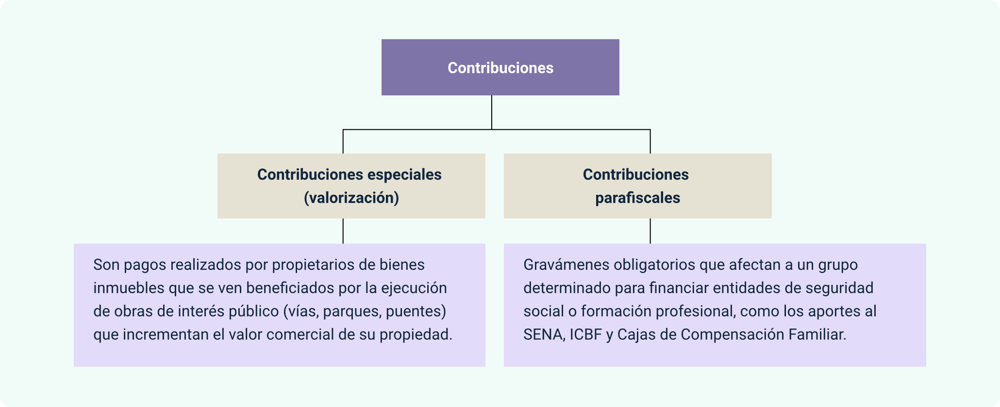 Contribuciones
Contribuciones especiales
(valorización)
Contribuciones
parafiscales
Son pagos realizados por propietarios de bienes
inmuebles que se ven beneficiados por la ejecución
de obras de interés público (vías, parques, puentes)
que incrementan el valor comercial de su propiedad.
Gravámenes obligatorios que afectan a un grupo
determinado para financiar entidades de seguridad
social o formación profesional, como los aportes al
SENA, ICBF y Cajas de Compensación Familiar.